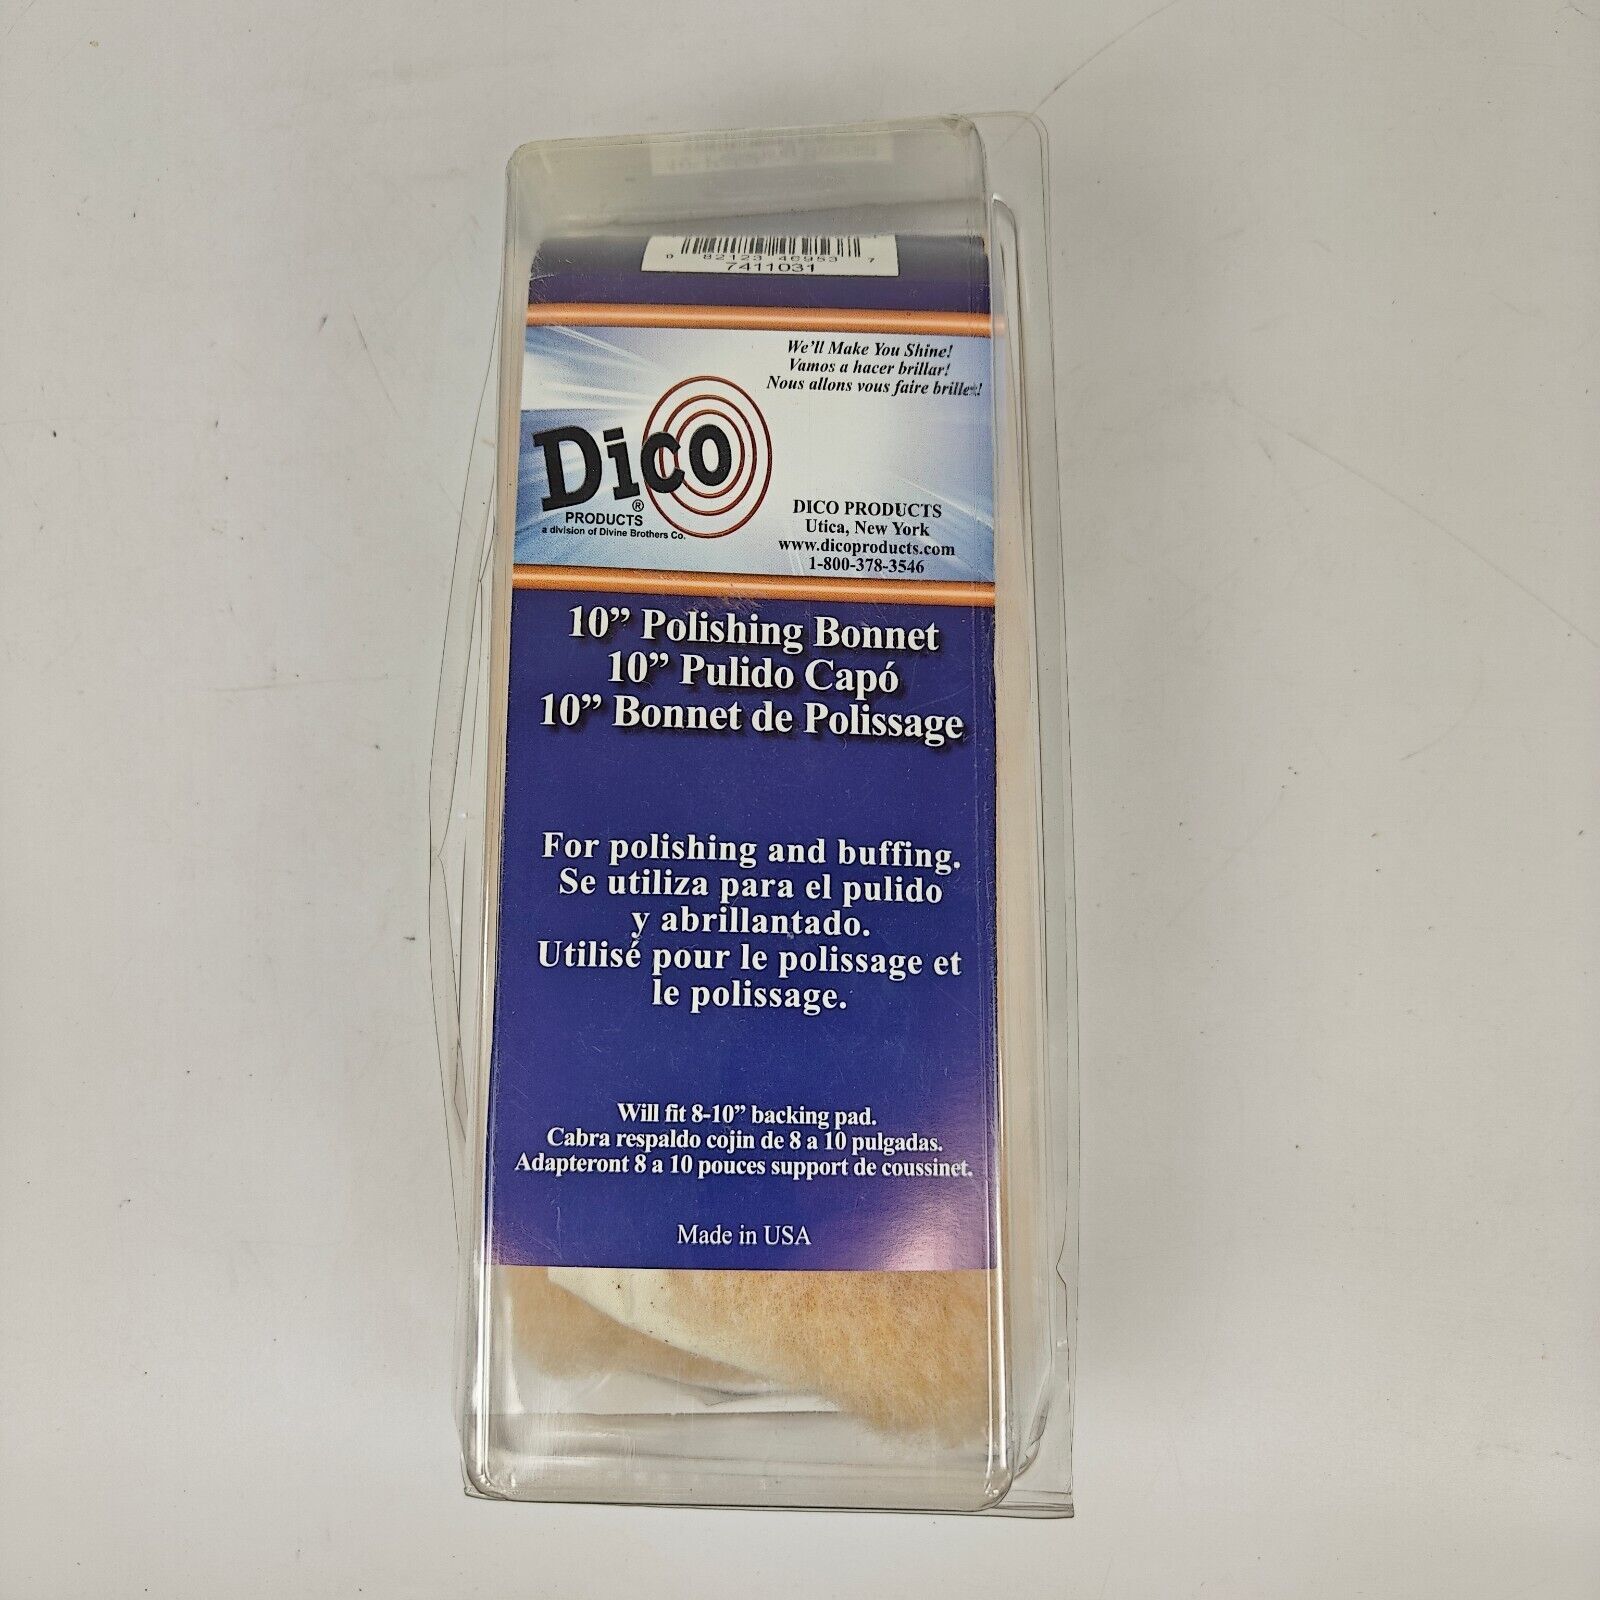 0 82123 46953 7
7411031
We'll Make You Shine!
Vamos a hacer brillar!
Nous allons vous faire briller!
Dico
®
PRODUCTS
a division of Divine Brothers Co.
DICO PRODUCTS
Utica, New York
www.dicoproducts.com
1-800-378-3546
10” Polishing Bonnet
10” Pulido Capó
10” Bonnet de Polissage
For polishing and buffing.
Se utiliza para el pulido
y abrillantado.
Utilisé pour le polissage et
le polissage.
Will fit 8-10” backing pad.
Cabra respaldo cojin de 8 a 10 pulgadas.
Adapteront 8 a 10 pouces support de coussinet.
Made in USA